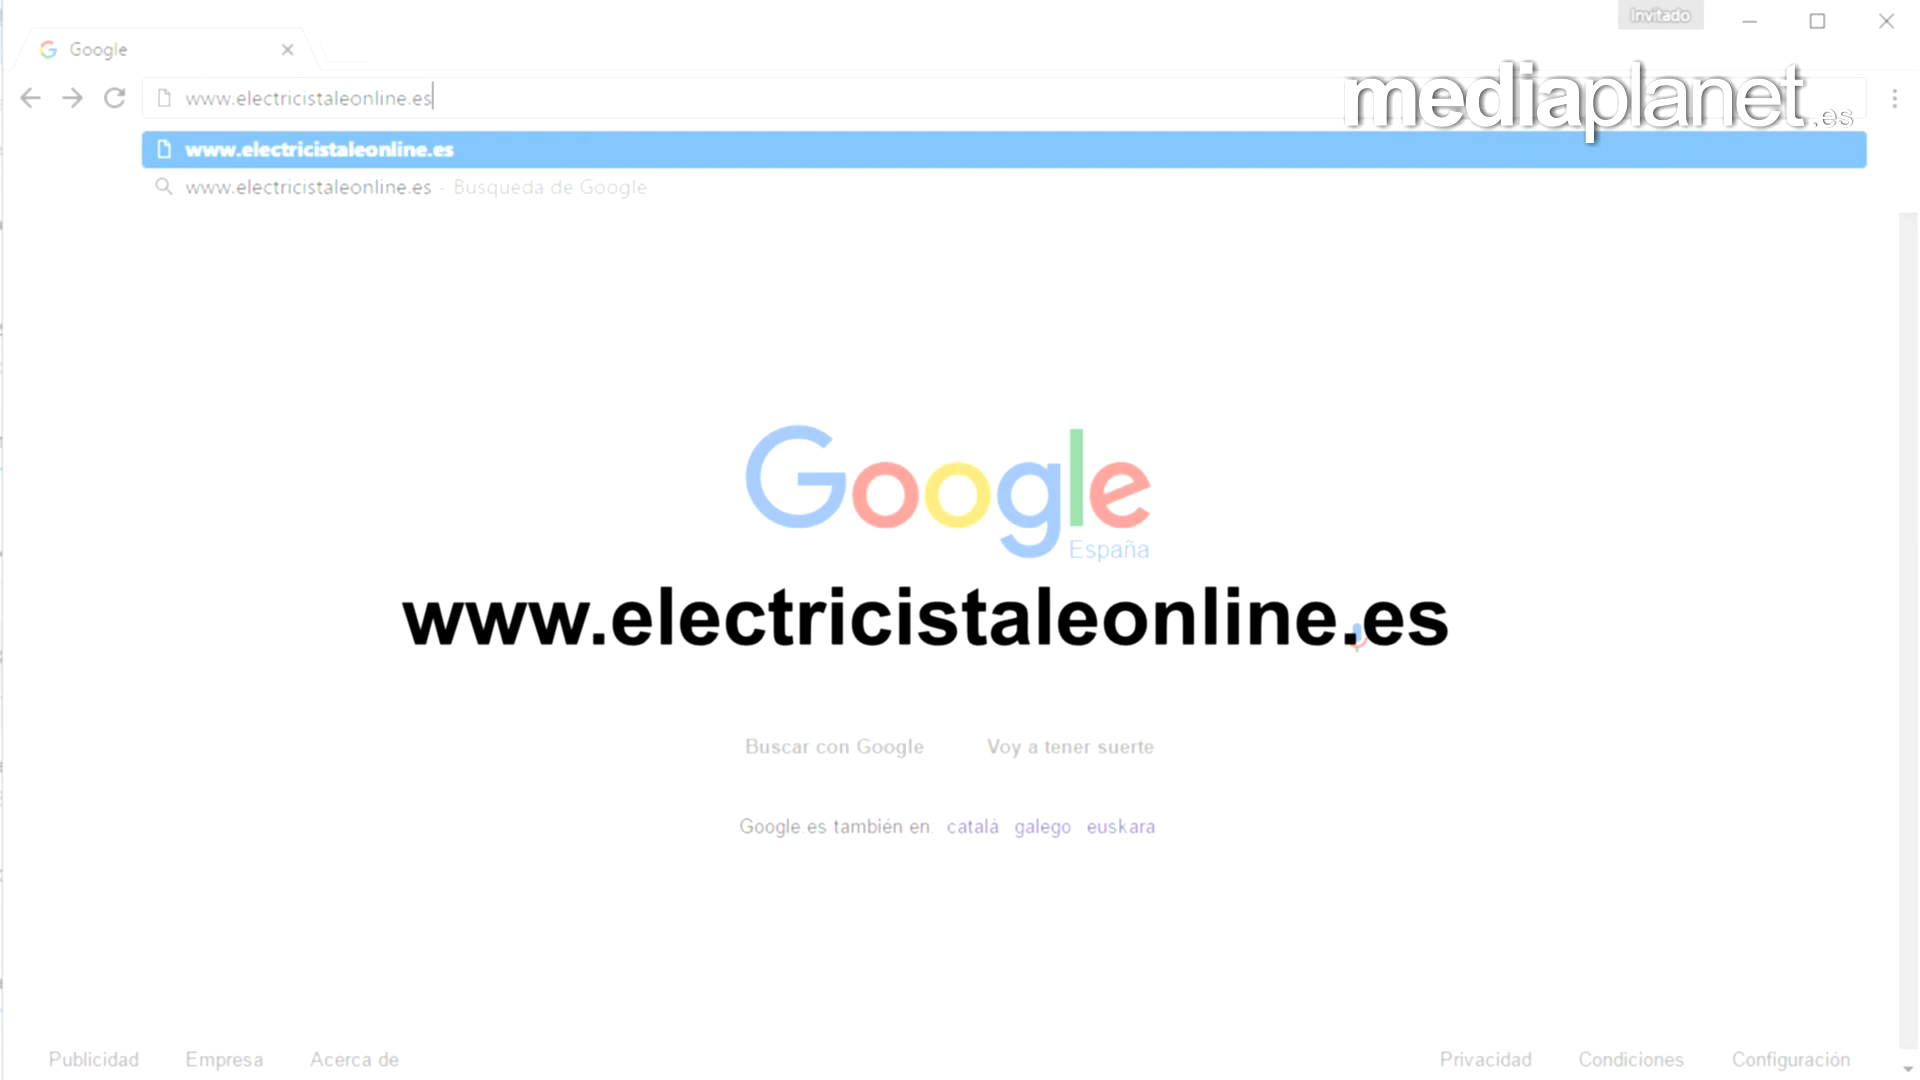 Invitado
Google
www.electricistaleonline.es
mediaplanet.es
www.electricistaleonline.es
www.electricistaleonline.es - Busqueda de Google
Google
España
www.electricistaleonline.es
Buscar con Google Voy a tener suerte
Google.es también en: català galego euskara
Publicidad Empresa Acerca de Privacidad Condiciones Configuración